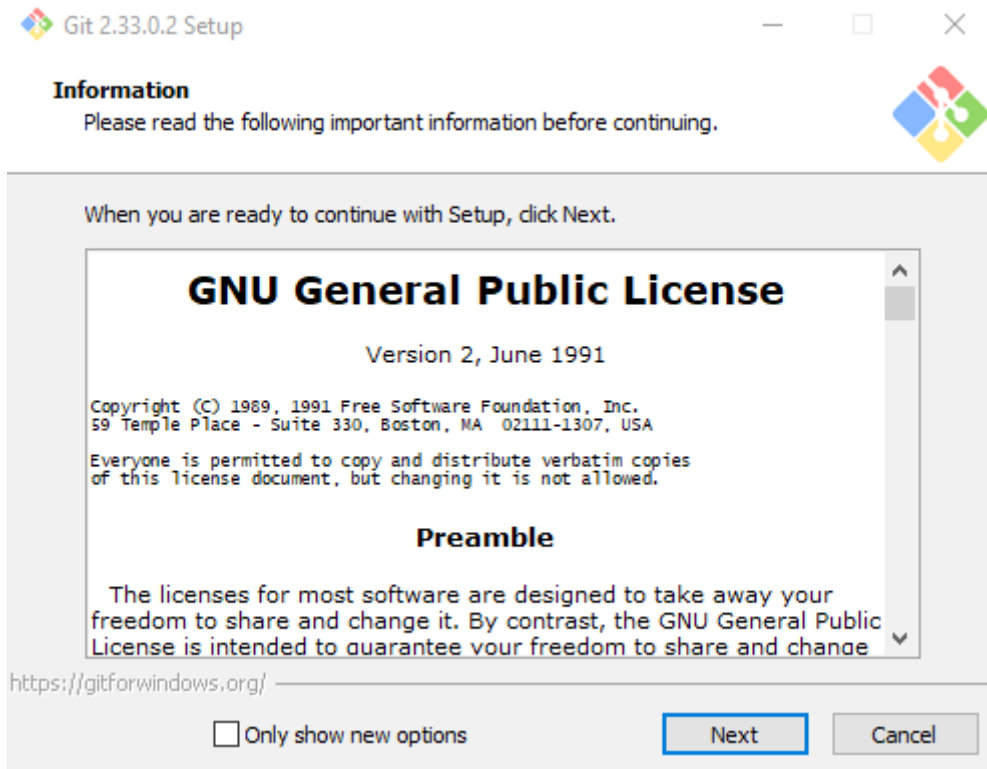 Git 2.33.0.2 Setup
Information
Please read the following important information before continuing.
When you are ready to continue with Setup, click Next.
GNU General Public License
Version 2, June 1991
Copyright (C) 1989, 1991 Free Software Foundation, Inc.
59 Temple Place - Suite 330, Boston, MA  02111-1307, USA
Everyone is permitted to copy and distribute verbatim copies
of this license document, but changing it is not allowed.
Preamble
The licenses for most software are designed to take away your
freedom to share and change it. By contrast, the GNU General Public
License is intended to guarantee your freedom to share and change
https://gitforwindows.org/
Only show new options
Next
Cancel